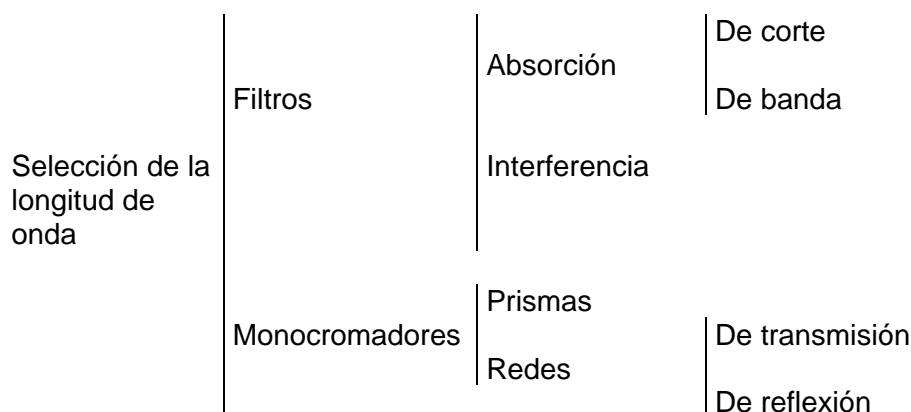 De corte
Absorción
Filtros
De banda
Selección de la
longitud de
onda
Interferencia
Prismas
Monocromadores
De transmisión
Redes
De reflexión